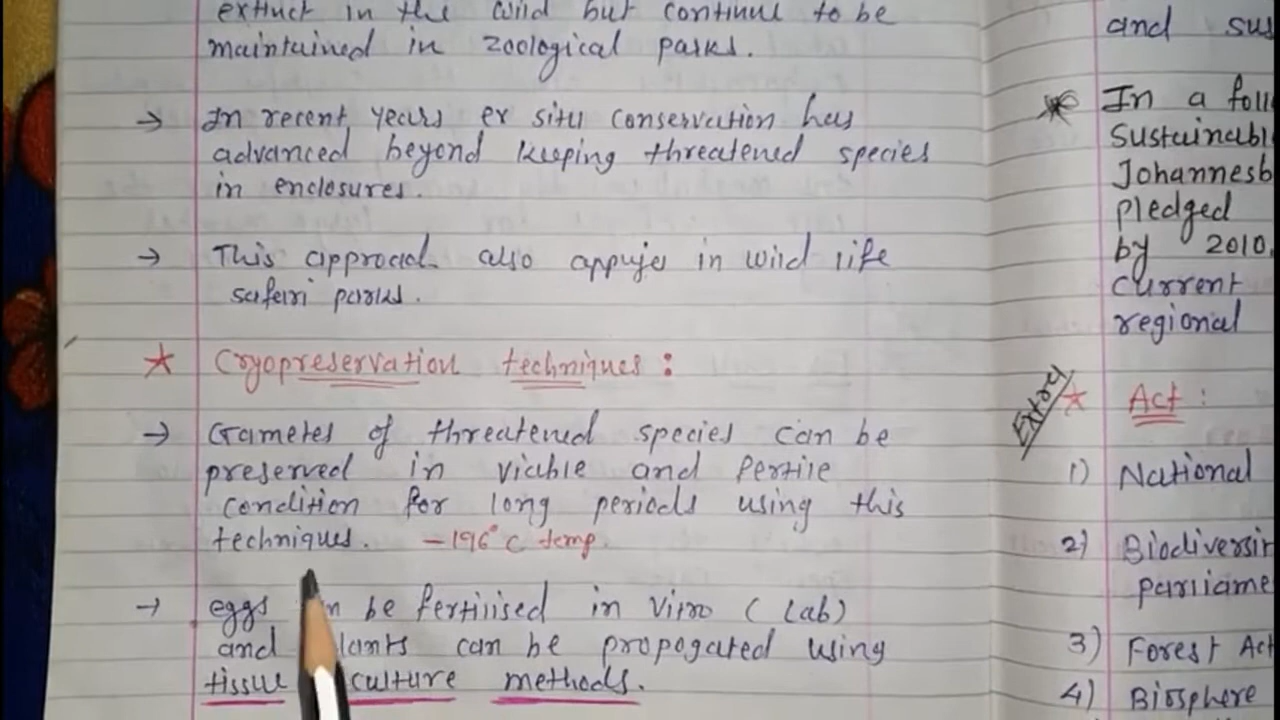 extinct in the wild but continue to be
maintained in zoological parks.
→ In recent years ex situ conservation has
advanced beyond keeping threatened species
in enclosures.
→ This approach also applies in wild life
safari parks.
★ Cryopreservation techniques :
→ Gametes of threatened species can be
preserved in viable and fertile
condition for long periods using this
techniques. -196°C temp.
→ eggs be fertilised in Vitro ( Lab)
and can be propogated using
tissue culture methods.
and sus
In a foll
Sustainabl
Johannesb
pledged
by 2010,
current
regional
Extra
★ Act :
1) National
2) Biodiversi
parliame
3) Forest Act
4) Biosphere